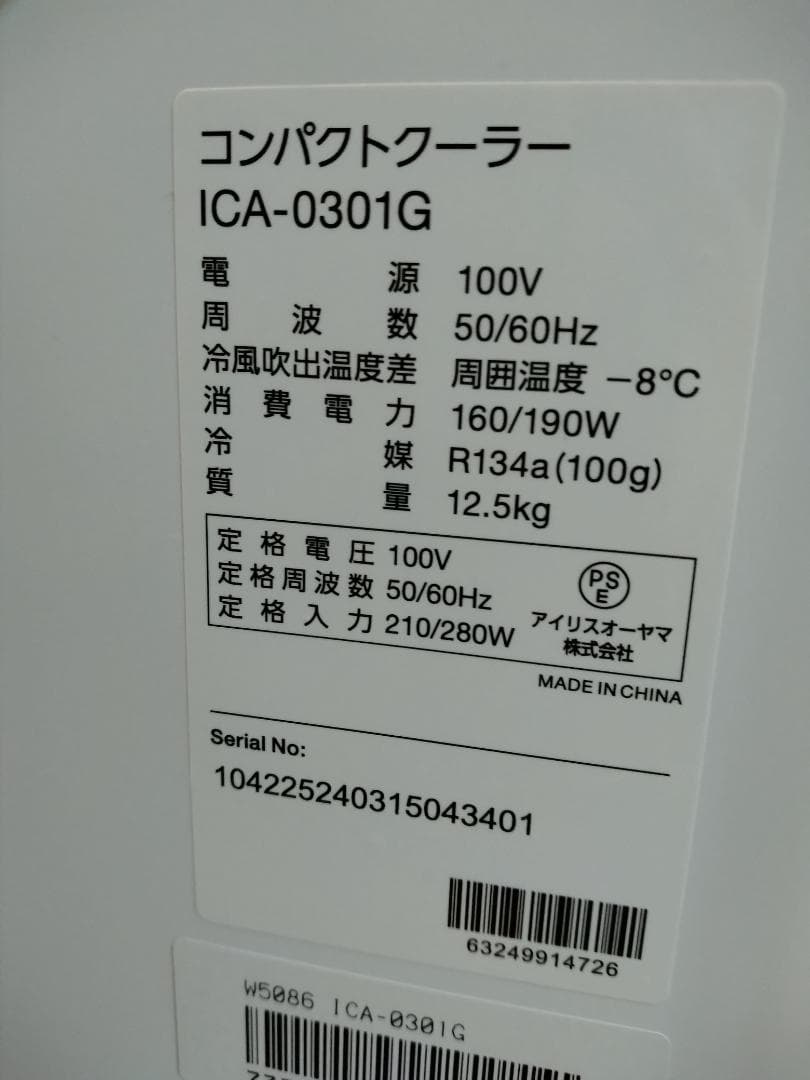 コンパクトクーラー
ICA-0301G
電源 100V
周波数 50/60Hz
冷風吹出温度差 周囲温度 −8℃
消費電力 160/190W
冷媒 R134a(100g)
質量 12.5kg
定格電圧 100V
定格周波数 50/60Hz
定格入力 210/280W
PS
E
アイリスオーヤマ
株式会社
MADE IN CHINA
Serial No:
104225240315043401
63249914726
W5086 ICA-0301G